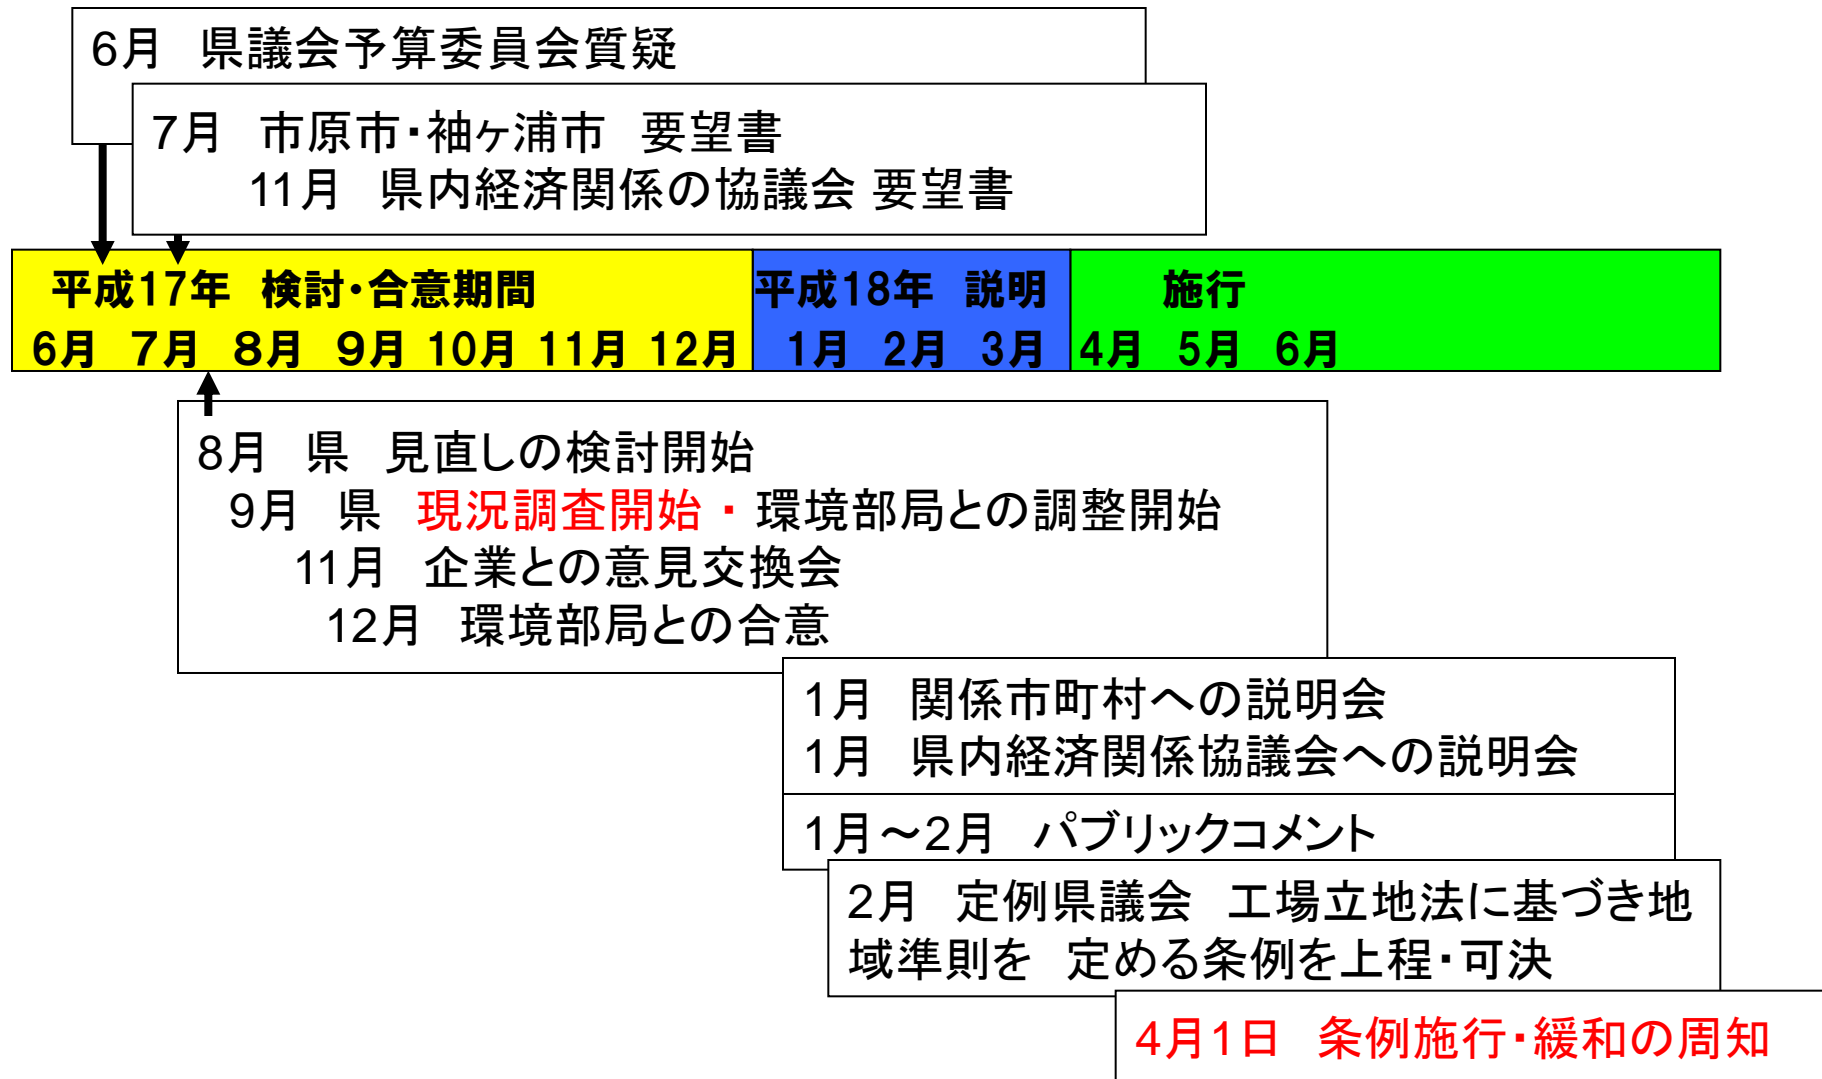 6月 県議会予算委員会質疑
7月 市原市・袖ヶ浦市 要望書
11月 県内経済関係の協議会 要望書
平成17年 検討・合意期間
6月 7月 8月 9月 10月 11月 12月
平成18年 説明
1月 2月 3月
施行
4月 5月 6月
8月 県 見直しの検討開始
9月 県 現況調査開始・環境部局との調整開始
11月 企業との意見交換会
12月 環境部局との合意
1月 関係市町村への説明会
1月 県内経済関係協議会への説明会
1月～2月 パブリックコメント
2月 定例県議会 工場立地法に基づき地
域準則を 定める条例を上程・可決
4月1日 条例施行・緩和の周知